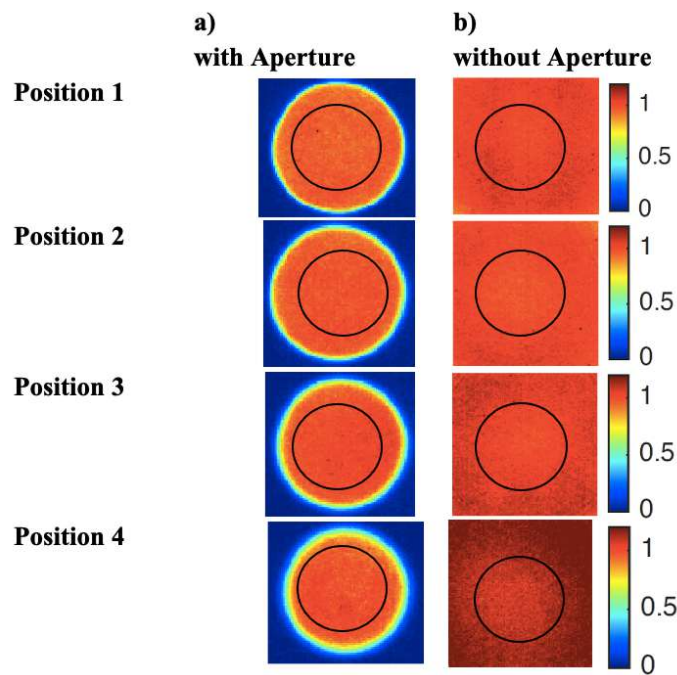 a)
b)
with Aperture
without Aperture
Position 1
1
0.5
0
Position 2
1
0.5
0
Position 3
1
0.5
0
Position 4
1
0.5
0